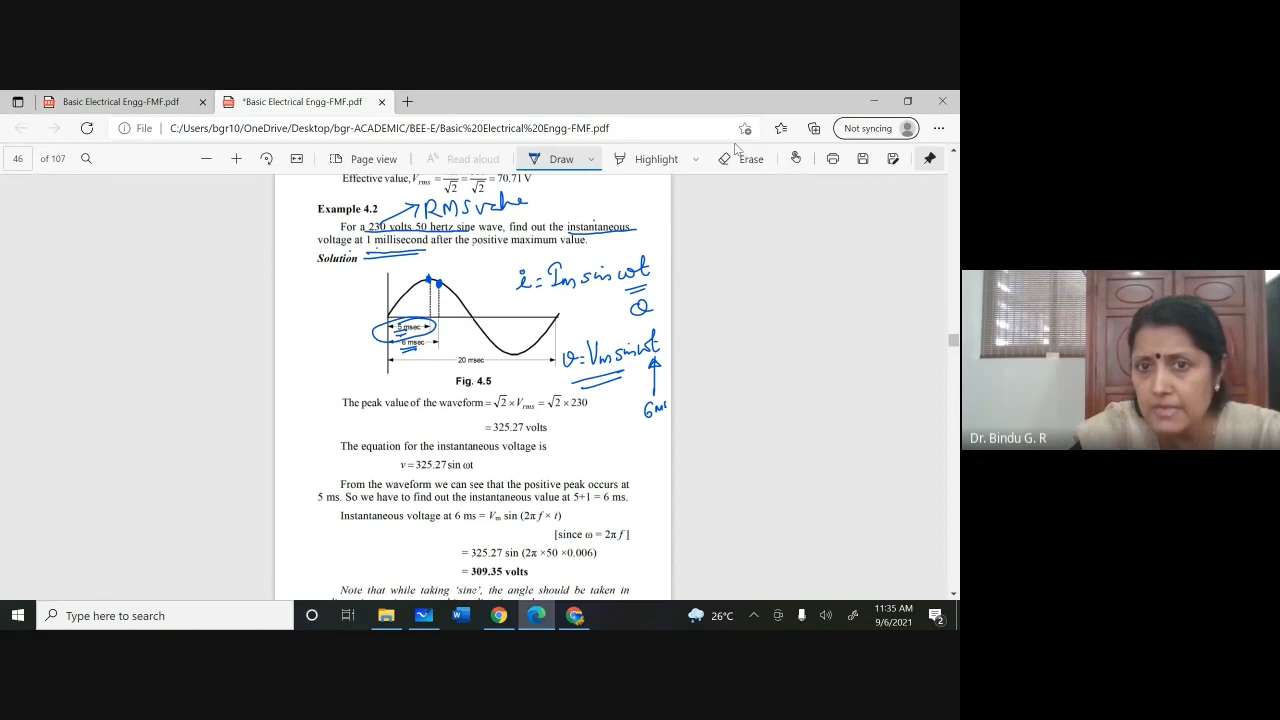 Basic Electrical Engg-FMF.pdf
*Basic Electrical Engg-FMF.pdf
File
C:/Users/bgr10/OneDrive/Desktop/bgr-ACADEMIC/BEE-E/Basic%20Electrical%20Engg-FMF.pdf
Not syncing
46 of 107
Page view
Read aloud
Draw
Highlight
Erase
Effective value, Vrms = /√2 = /√2 = 70.71 V
Example 4.2
RMS value
For a 230 volts 50 hertz sine wave, find out the instantaneous
voltage at 1 millisecond after the positive maximum value.
Solution
i = Im sin ωt
θ
5 msec
6 msec
v = Vm sin ωt
20 msec
Fig. 4.5
6 ms
The peak value of the waveform = √2 × Vrms = √2 × 230
= 325.27 volts
The equation for the instantaneous voltage is
v = 325.27 sin ωt
From the waveform we can see that the positive peak occurs at
5 ms. So we have to find out the instantaneous value at 5+1 = 6 ms.
Instantaneous voltage at 6 ms = Vm sin (2π f × t)
[since ω = 2π f ]
= 325.27 sin (2π ×50 ×0.006)
= 309.35 volts
Note that while taking 'sine', the angle should be taken in
Dr. Bindu G. R
Type here to search
26°C
11:35 AM
9/6/2021
2